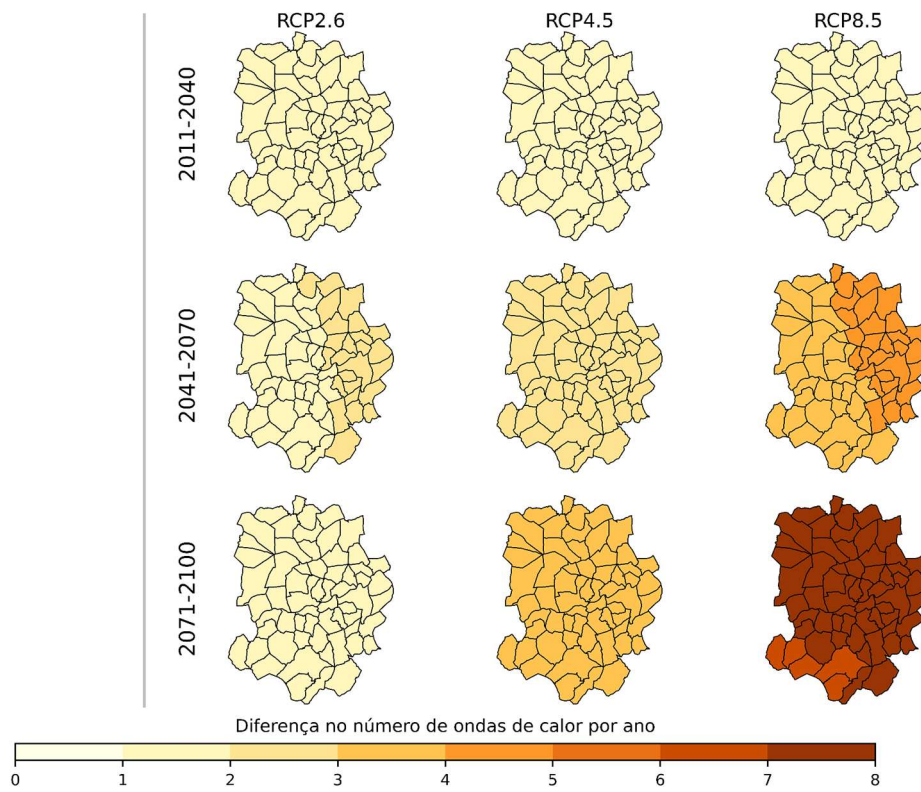 RCP2.6 RCP4.5 RCP8.5
2011-2040
2041-2070
2071-2100
Diferença no número de ondas de calor por ano
0 1 2 3 4 5 6 7 8